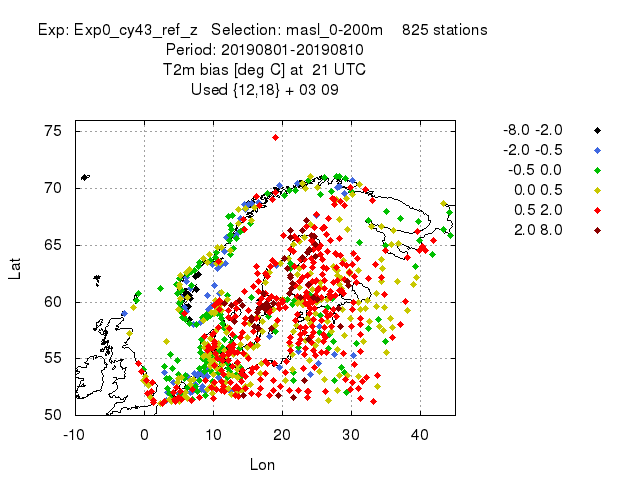 Exp: Exp0_cy43_ref_z   Selection: masl_0-200m    825 stations
Period: 20190801-20190810
T2m bias [deg C] at  21 UTC
Used {12,18} + 03 09
-8.0 -2.0
-2.0 -0.5
-0.5 0.0
0.0 0.5
0.5 2.0
2.0 8.0
75
70
65
60
55
50
Lat
-10 0 10 20 30 40
Lon